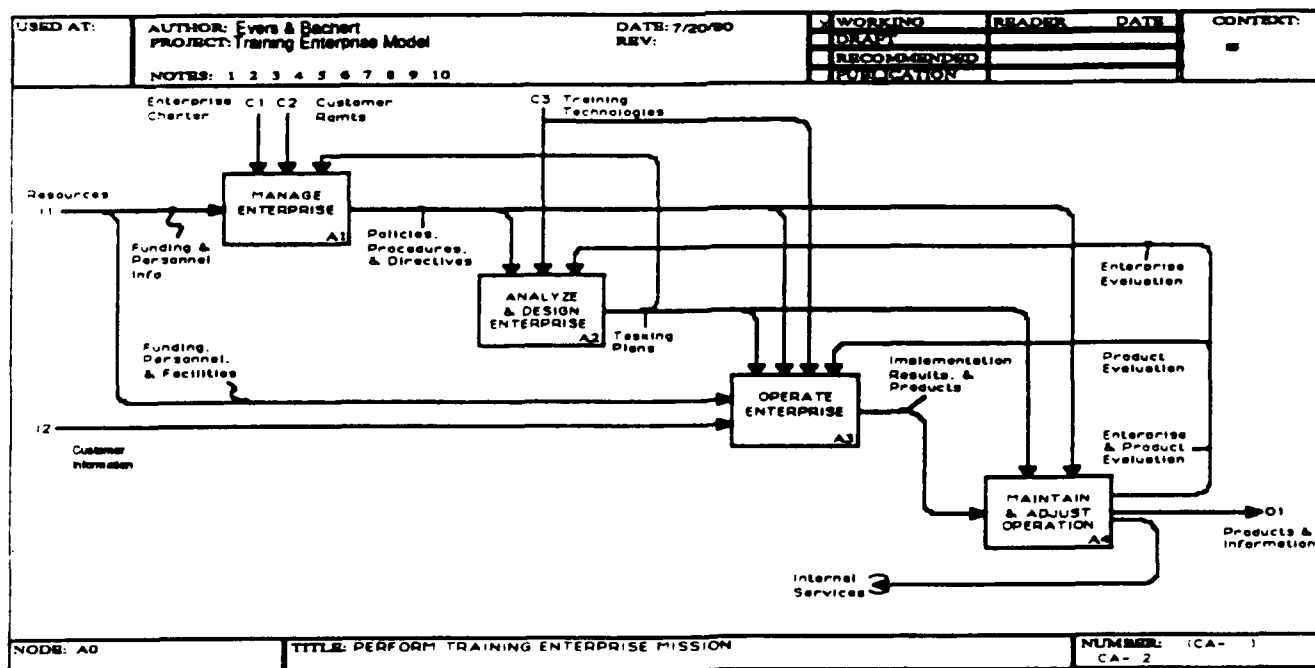 USED AT:
AUTHOR: Evers & Bachert
PROJECT: Training Enterprise Model
DATE: 7/20/90
REV:
NOTES: 1 2 3 4 5 6 7 8 9 10
WORKING
DRAFT
RECOMMENDED
PUBLICATION
READER DATE
CONTEXT:
Enterprise
Charter
C1 C2
Customer
Rqmts
C3 Training
Technologies
Resources
I1
MANAGE
ENTERPRISE
A1
Funding &
Personnel
Info
Policies,
Procedures,
& Directives
ANALYZE
& DESIGN
ENTERPRISE
A2
Tasking
Plans
Enterprise
Evaluation
Funding,
Personnel,
& Facilities
Implementation
Results, &
Products
Product
Evaluation
OPERATE
ENTERPRISE
A3
I2
Customer
Information
Enterprise
& Product
Evaluation
MAINTAIN
& ADJUST
OPERATION
A4
O1
Products &
Information
Internal
Services
NODE: A0
TITLE: PERFORM TRAINING ENTERPRISE MISSION
NUMBER: (CA- )
CA- 2